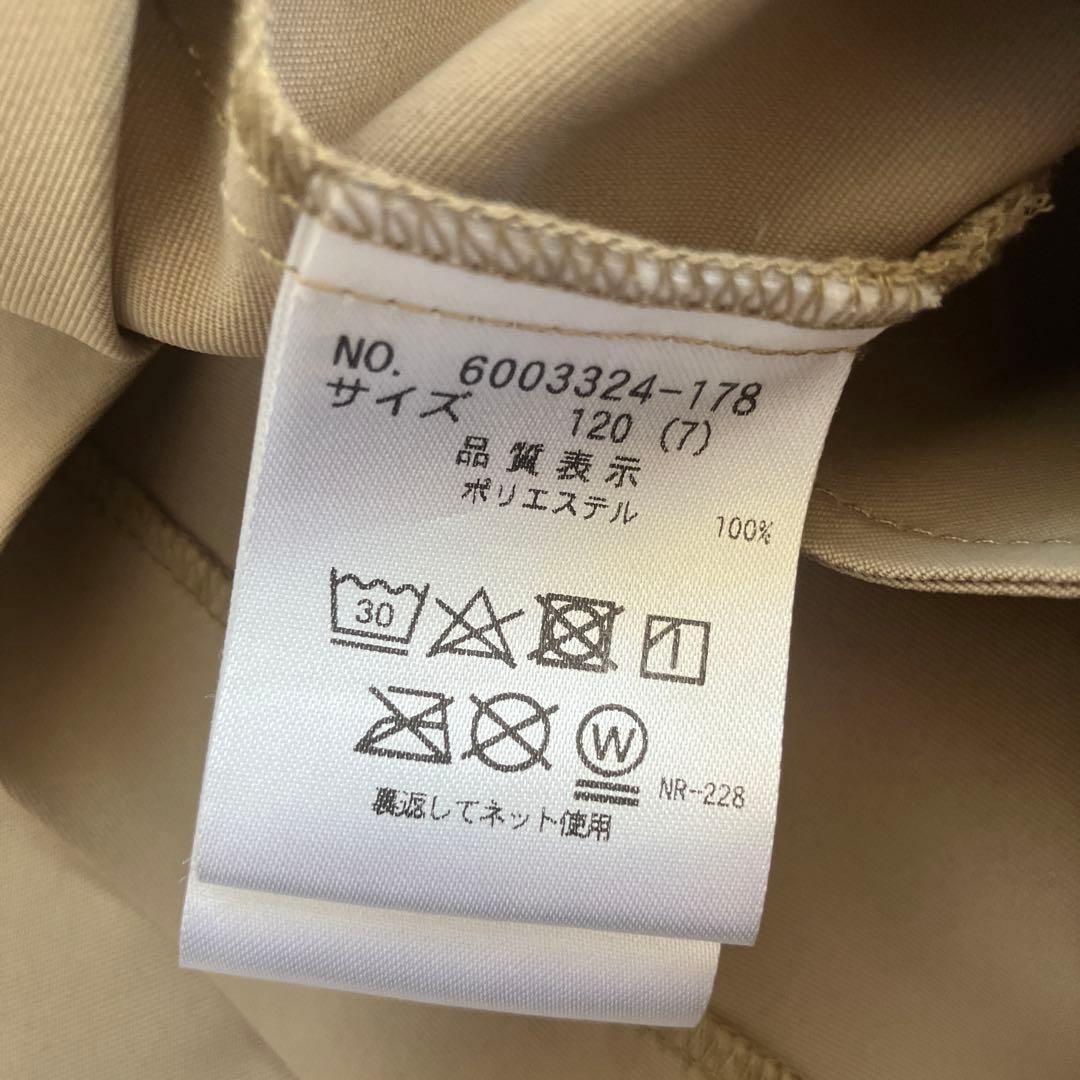 NO. 6003324-178
サイズ 120 (7)
品質表示
ポリエステル 100%
30
W
NR-228
裏返してネット使用